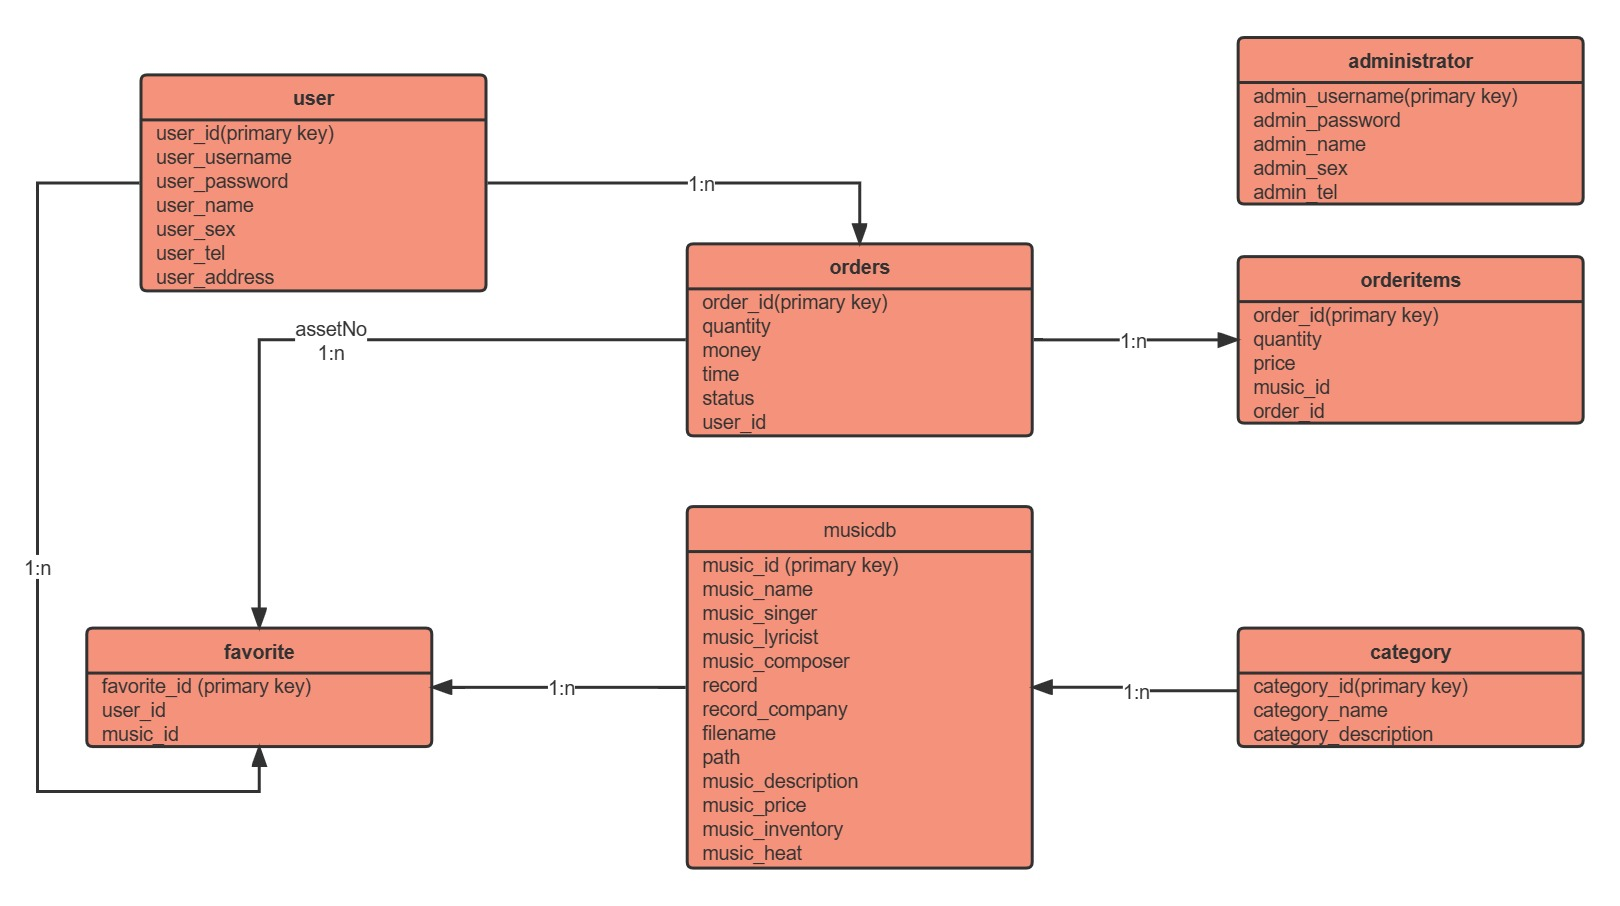 user
user_id(primary key)
user_username
user_password
user_name
user_sex
user_tel
user_address
1:n
administrator
admin_username(primary key)
admin_password
admin_name
admin_sex
admin_tel
orders
order_id(primary key)
quantity
money
time
status
user_id
1:n
orderitems
order_id(primary key)
quantity
price
music_id
order_id
assetNo
1:n
1:n
favorite
favorite_id (primary key)
user_id
music_id
1:n
musicdb
music_id (primary key)
music_name
music_singer
music_lyricist
music_composer
record
record_company
filename
path
music_description
music_price
music_inventory
music_heat
1:n
category
category_id(primary key)
category_name
category_description